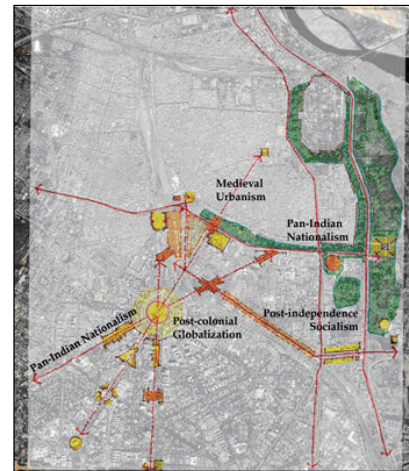 Medieval
Urbanism
Pan-Indian
Nationalism
Pan-Indian Nationalism
Post-colonial
Globalization
Post-independence
Socialism